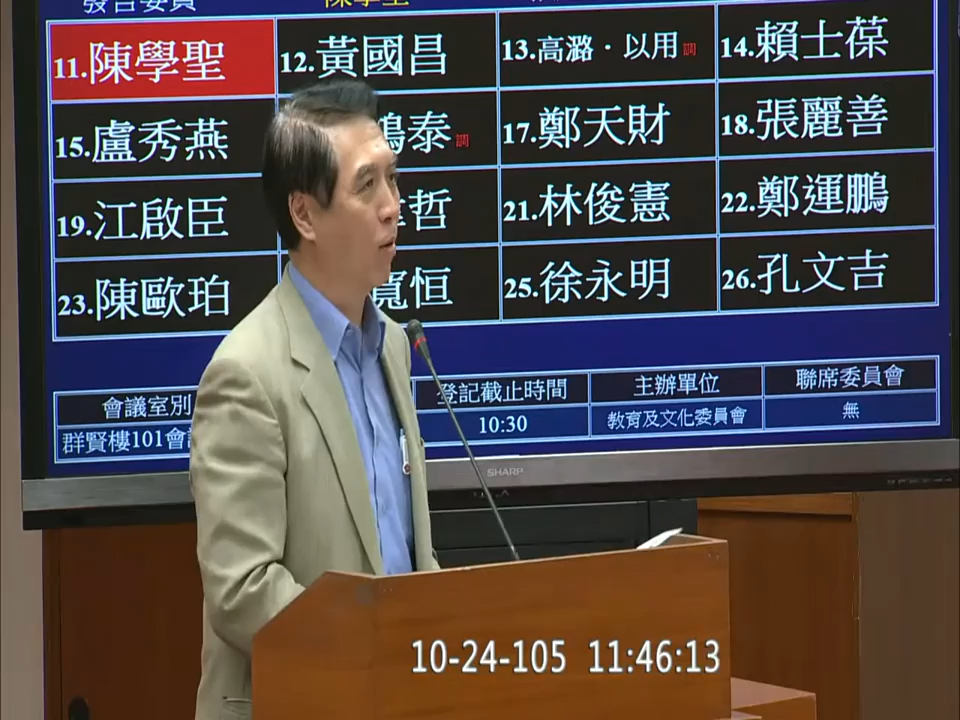 發言委員 陳學聖
11.陳學聖 12.黃國昌 13.高潞．以用 調 14.賴士葆
15.盧秀燕 鴻泰 調 17.鄭天財 18.張麗善
19.江啟臣 哲 21.林俊憲 22.鄭運鵬
23.陳歐珀 寬恒 25.徐永明 26.孔文吉
會議室別 登記截止時間 主辦單位 聯席委員會
群賢樓101會 10:30 教育及文化委員會 無
SHARP
10-24-105 11:46:13